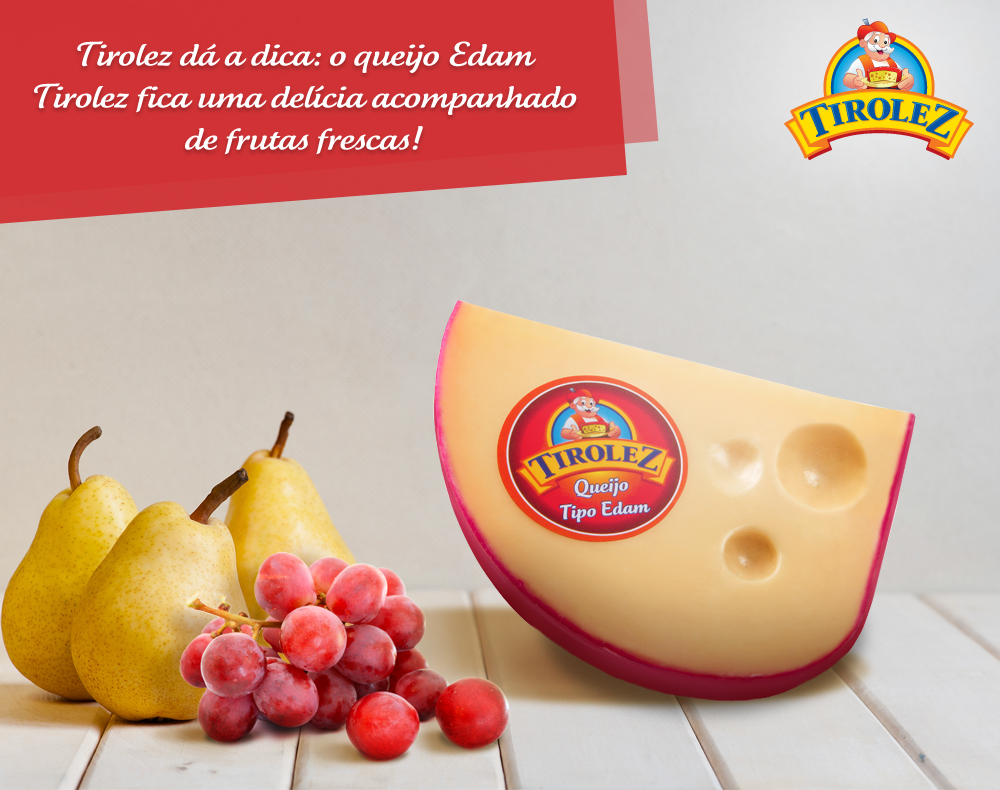 Tirolez dá a dica: o queijo Edam
Tirolez fica uma delícia acompanhado
de frutas frescas!
TIROLEZ
TIROLEZ
Queijo
Tipo Edam